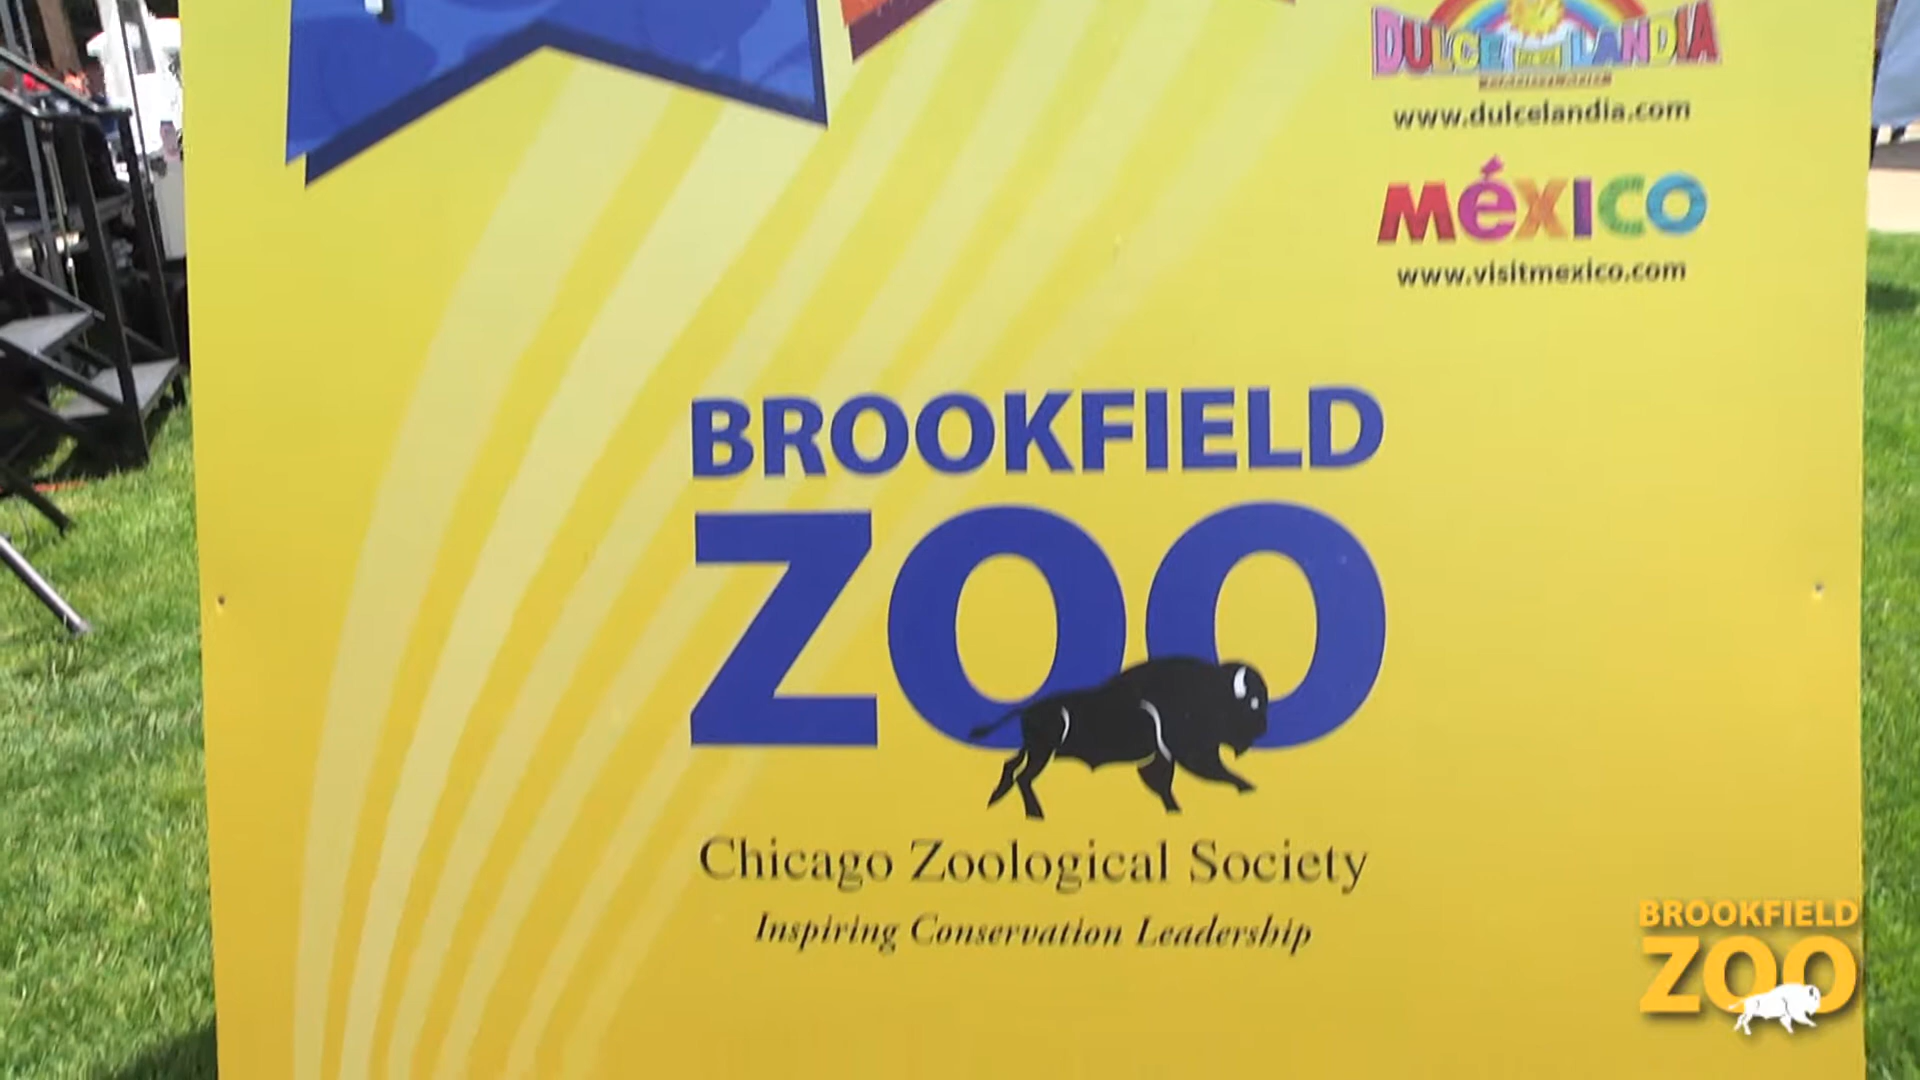 DULCELANDIA
www.dulcelandia.com
MéXICO
www.visitmexico.com
BROOKFIELD
ZOO
Chicago Zoological Society
Inspiring Conservation Leadership
BROOKFIELD
ZOO